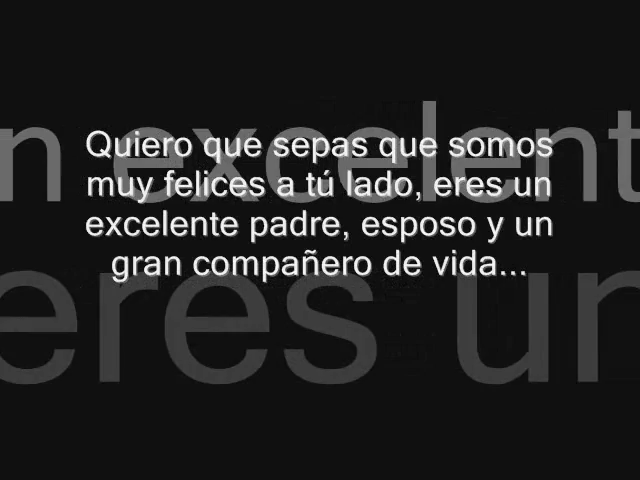 n excelent
Quiero que sepas que somos
muy felices a tú lado, eres un
excelente padre, esposo y un
gran compañero de vida...
eres un